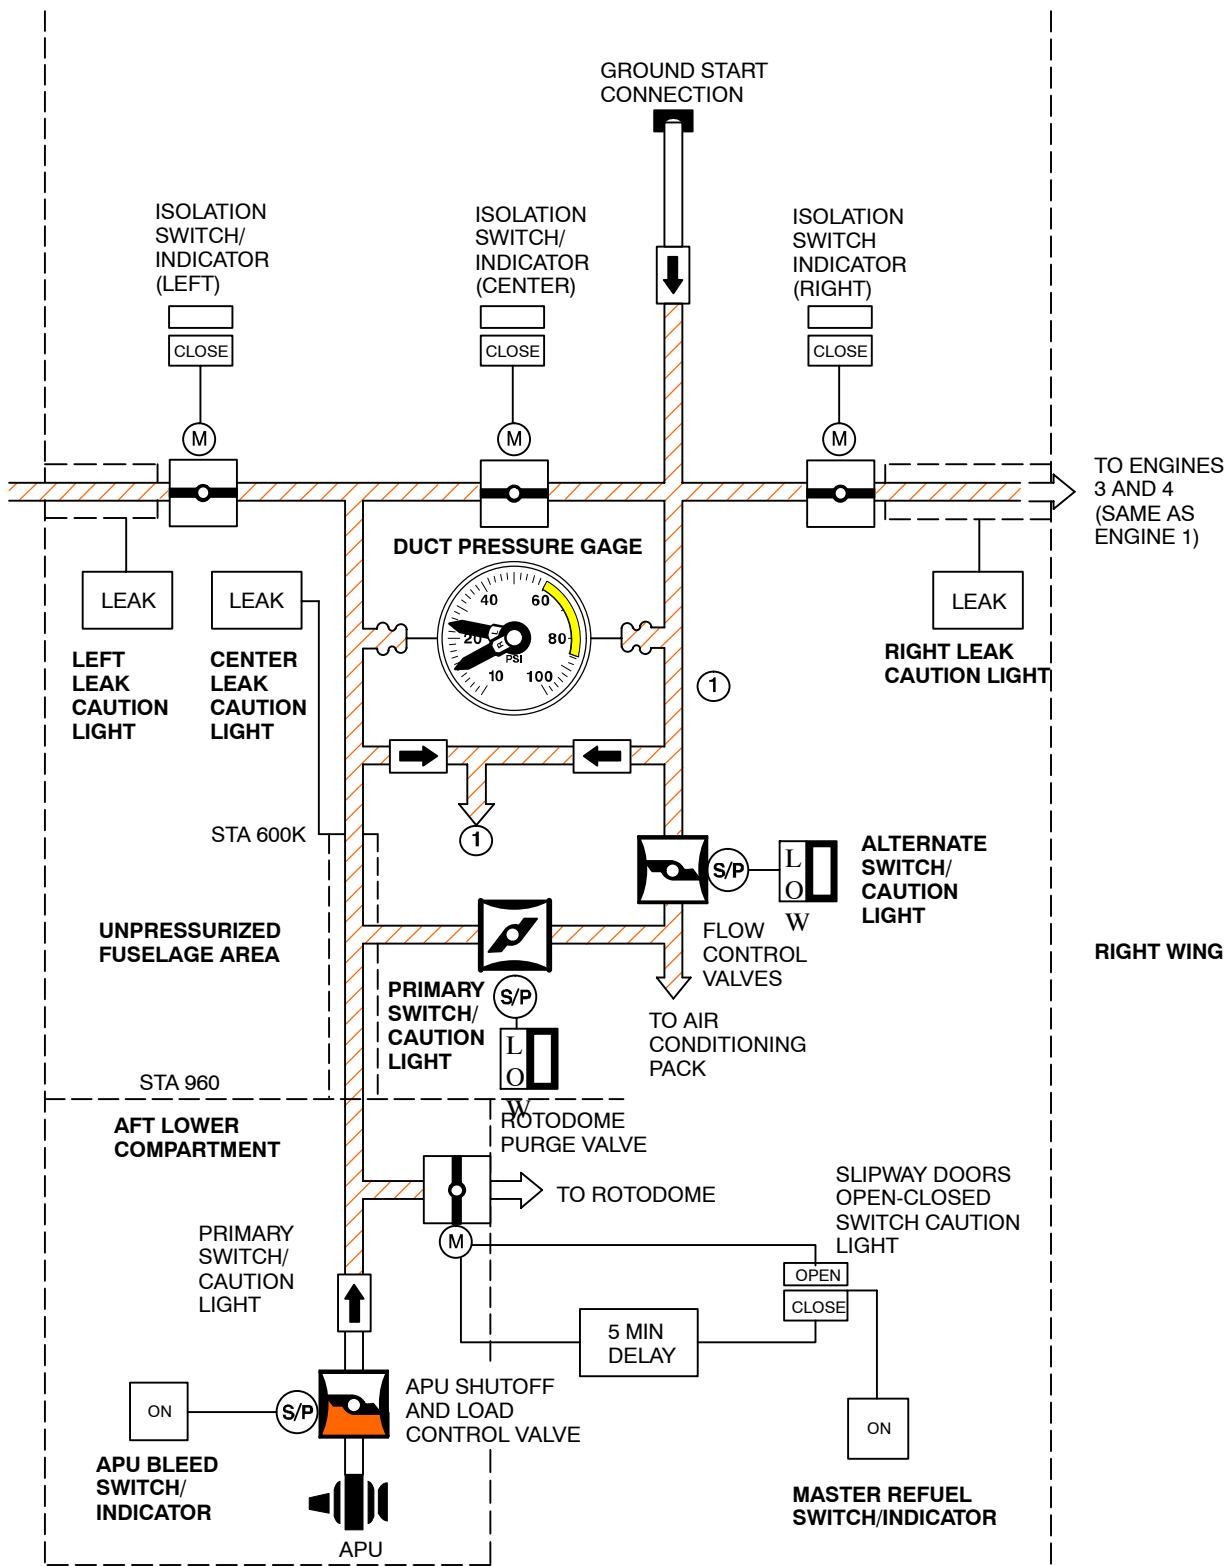 GROUND START
CONNECTION
ISOLATION
SWITCH/
INDICATOR
(LEFT)
ISOLATION
SWITCH/
INDICATOR
(CENTER)
ISOLATION
SWITCH
INDICATOR
(RIGHT)
CLOSE
CLOSE
CLOSE
M
M
M
TO ENGINES
3 AND 4
(SAME AS
ENGINE 1)
DUCT PRESSURE GAGE
40
60
20
80
10
100
L
R
PSI
LEAK
LEAK
LEAK
LEFT
LEAK
CAUTION
LIGHT
CENTER
LEAK
CAUTION
LIGHT
RIGHT LEAK
CAUTION LIGHT
1
1
STA 600K
S/P
L
O
W
ALTERNATE
SWITCH/
CAUTION
LIGHT
UNPRESSURIZED
FUSELAGE AREA
FLOW
CONTROL
VALVES
RIGHT WING
PRIMARY
SWITCH/
CAUTION
LIGHT
S/P
L
O
W
TO AIR
CONDITIONING
PACK
STA 960
AFT LOWER
COMPARTMENT
ROTODOME
PURGE VALVE
TO ROTODOME
M
SLIPWAY DOORS
OPEN-CLOSED
SWITCH CAUTION
LIGHT
PRIMARY
SWITCH/
CAUTION
LIGHT
OPEN
CLOSE
5 MIN
DELAY
ON
S/P
APU SHUTOFF
AND LOAD
CONTROL VALVE
ON
APU BLEED
SWITCH/
INDICATOR
MASTER REFUEL
SWITCH/INDICATOR
APU